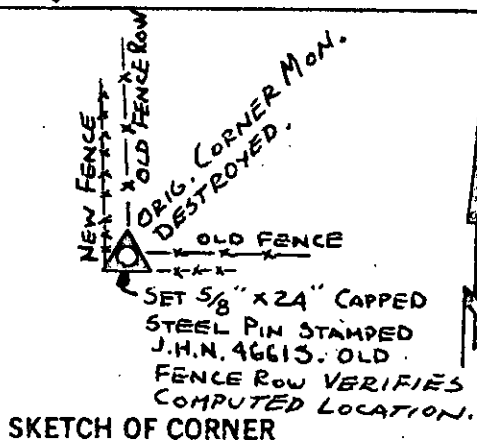 NEW FENCE
OLD FENCE ROW
ORIG. CORNER MON.
DESTROYED.
OLD FENCE
SET 5/8" x 24" CAPPED
STEEL PIN STAMPED
J.H.N. 4661S. OLD
FENCE ROW VERIFIES
COMPUTED LOCATION.
SKETCH OF CORNER